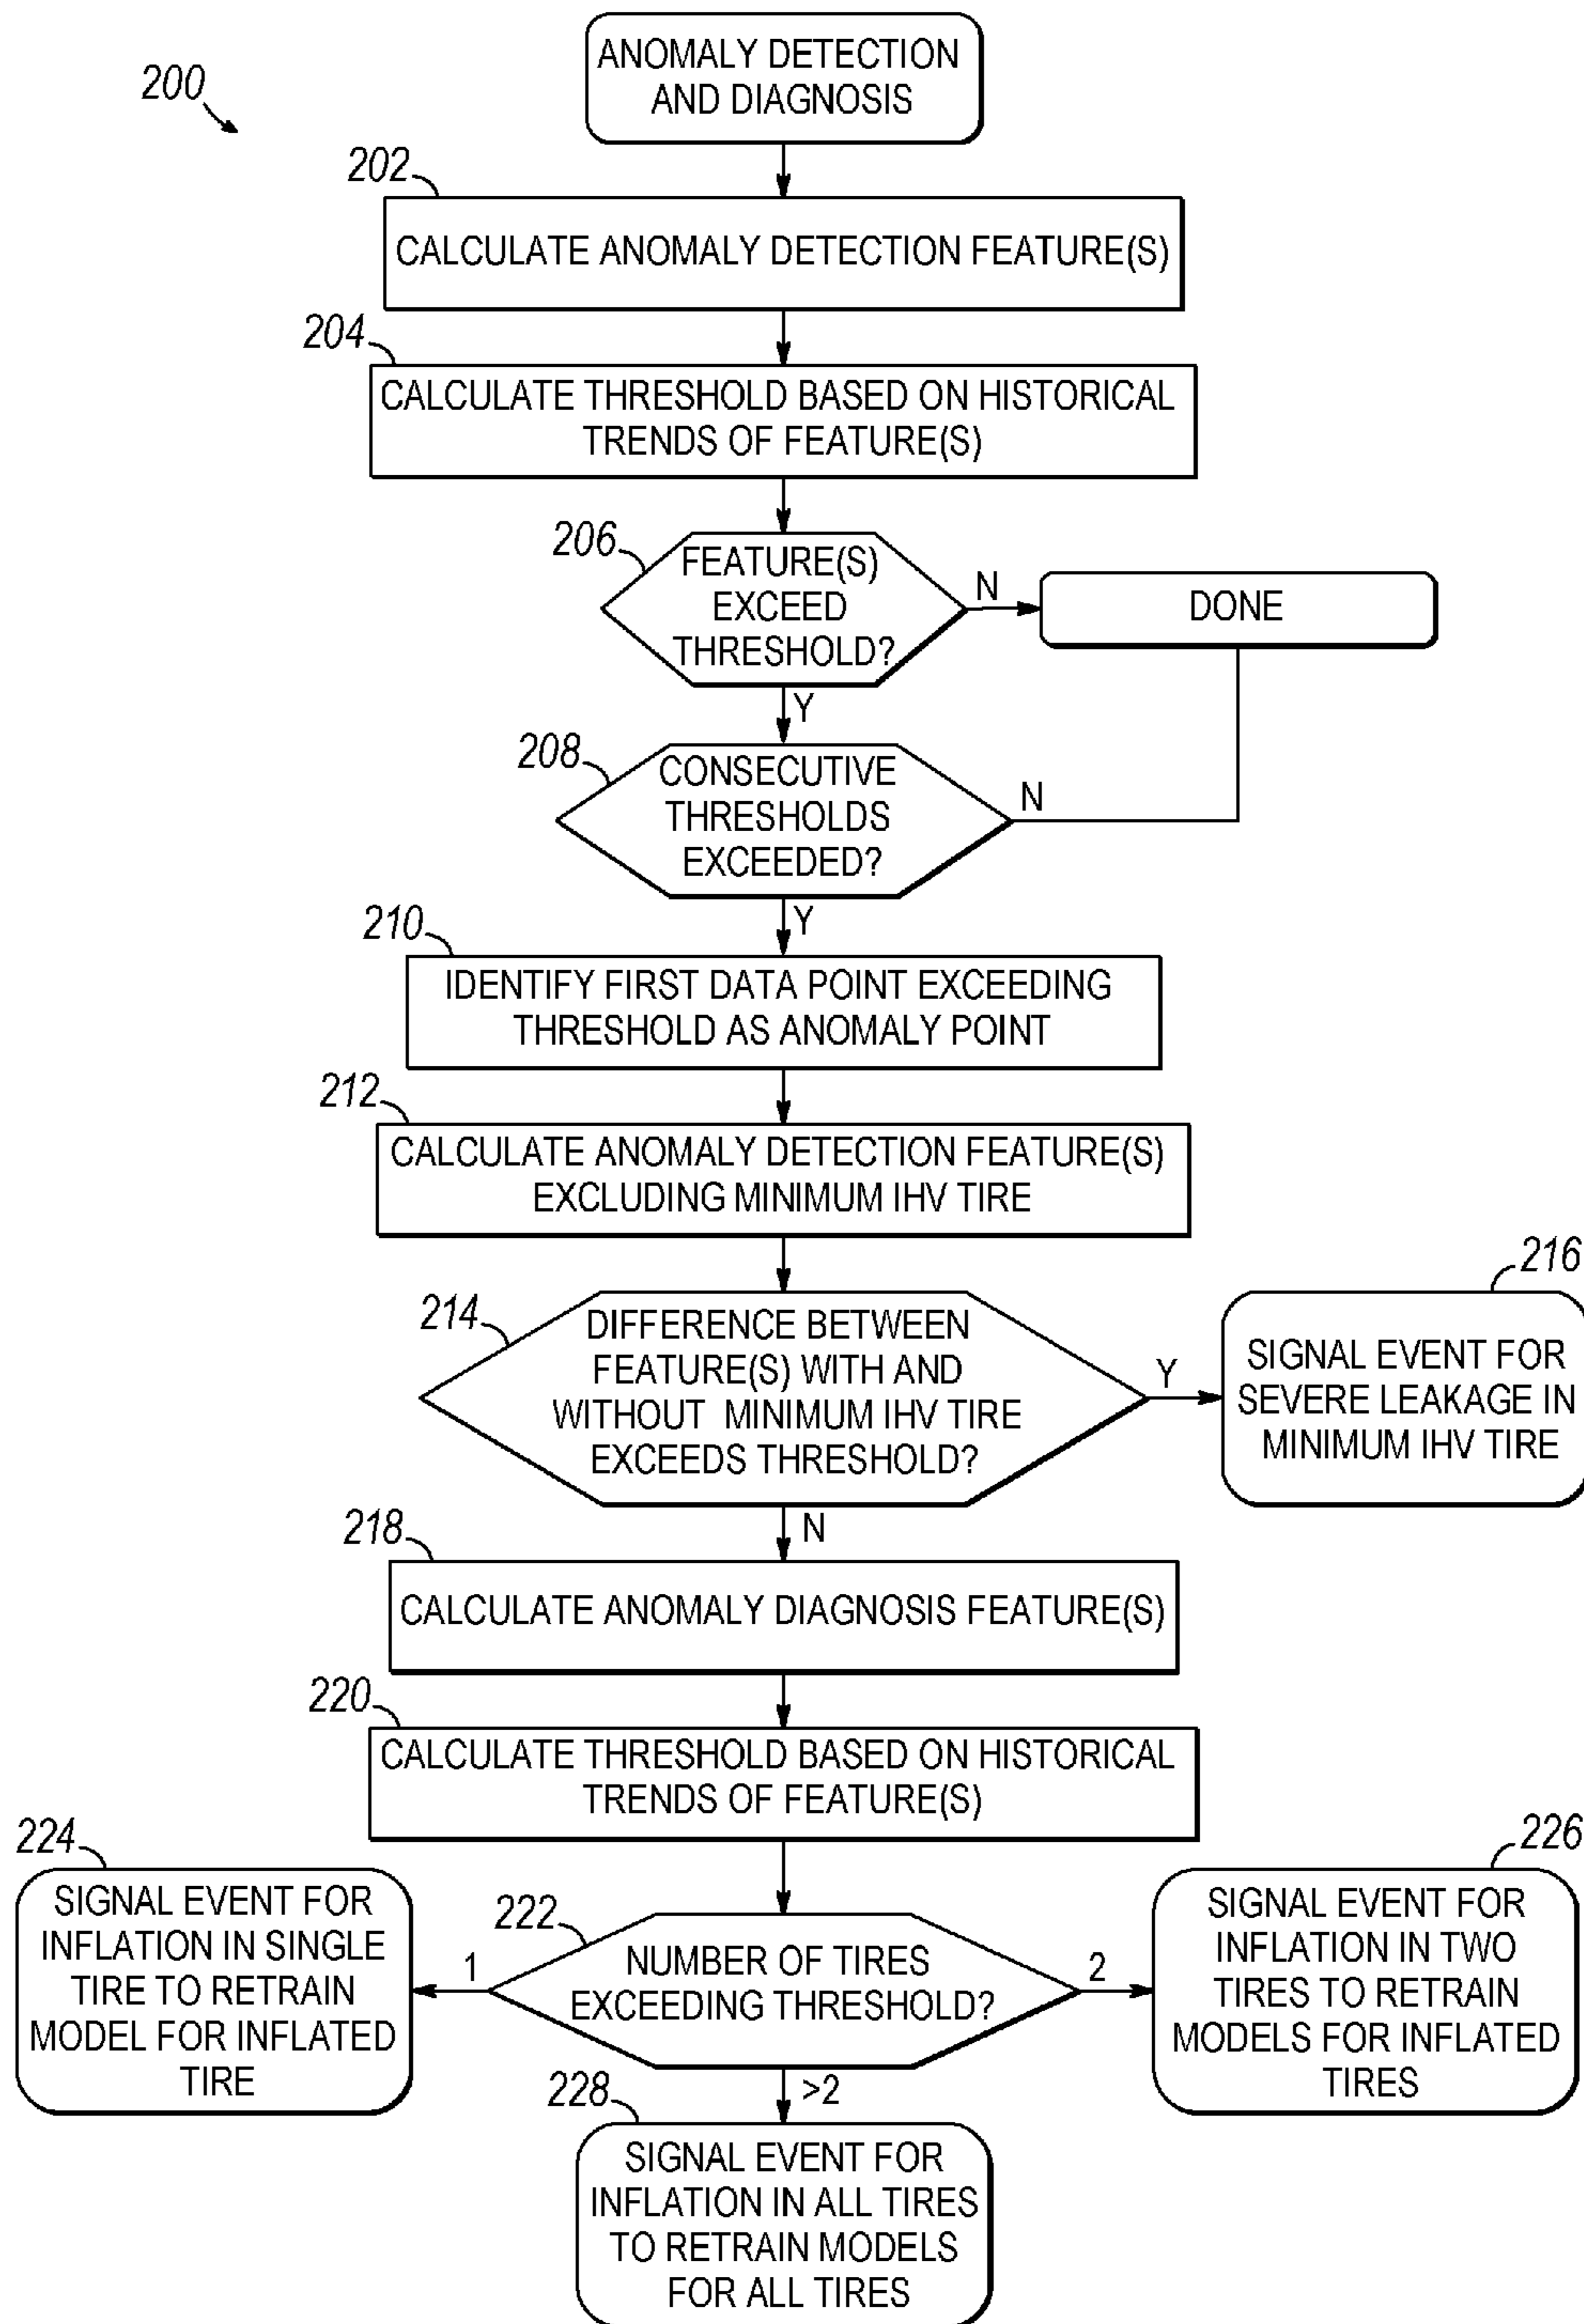 200
ANOMALY DETECTION
AND DIAGNOSIS
202
CALCULATE ANOMALY DETECTION FEATURE(S)
204
CALCULATE THRESHOLD BASED ON HISTORICAL
TRENDS OF FEATURE(S)
206
FEATURE(S)
EXCEED
THRESHOLD?
N
DONE
Y
208
CONSECUTIVE
THRESHOLDS
EXCEEDED?
N
Y
210
IDENTIFY FIRST DATA POINT EXCEEDING
THRESHOLD AS ANOMALY POINT
212
CALCULATE ANOMALY DETECTION FEATURE(S)
EXCLUDING MINIMUM IHV TIRE
214
DIFFERENCE BETWEEN
FEATURE(S) WITH AND
WITHOUT MINIMUM IHV TIRE
EXCEEDS THRESHOLD?
Y
216
SIGNAL EVENT FOR
SEVERE LEAKAGE IN
MINIMUM IHV TIRE
N
218
CALCULATE ANOMALY DIAGNOSIS FEATURE(S)
220
CALCULATE THRESHOLD BASED ON HISTORICAL
TRENDS OF FEATURE(S)
222
NUMBER OF TIRES
EXCEEDING THRESHOLD?
1
224
SIGNAL EVENT FOR
INFLATION IN SINGLE
TIRE TO RETRAIN
MODEL FOR INFLATED
TIRE
2
226
SIGNAL EVENT FOR
INFLATION IN TWO
TIRES TO RETRAIN
MODELS FOR INFLATED
TIRES
>2
228
SIGNAL EVENT FOR
INFLATION IN ALL TIRES
TO RETRAIN MODELS
FOR ALL TIRES